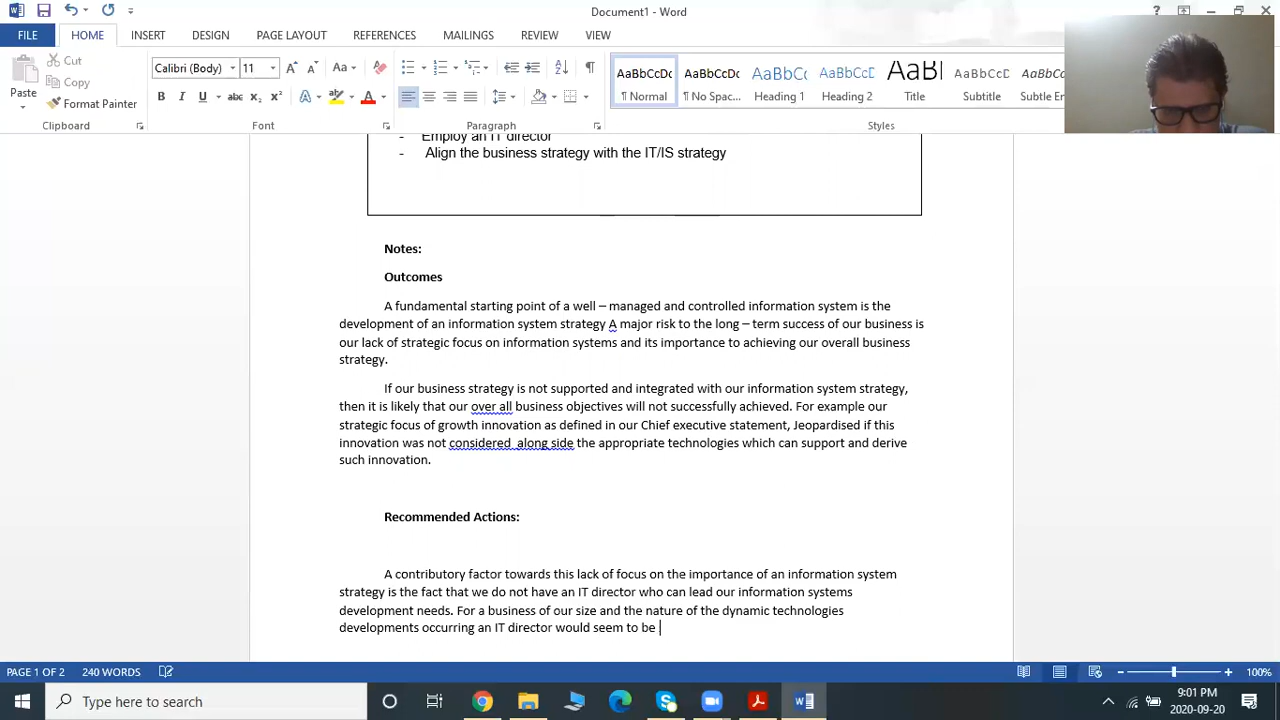 Document1 - Word
?
FILE HOME INSERT DESIGN PAGE LAYOUT REFERENCES MAILINGS REVIEW VIEW
Paste
Cut
Copy
Format Painter
Clipboard
Calibri (Body) 11 Aa
B I U abc X₂ X² A A
Font
Paragraph
AaBbCcDc AaBbCcDc AaBbCc AaBbCcE AaBl AaBbCcD AaBbCcDc
¶ Normal ¶ No Spac... Heading 1 Heading 2 Title Subtitle Subtle Em
Styles
- Employ an IT director
- Align the business strategy with the IT/IS strategy
Notes:
Outcomes
A fundamental starting point of a well – managed and controlled information system is the
development of an information system strategy A major risk to the long – term success of our business is
our lack of strategic focus on information systems and its importance to achieving our overall business
strategy.
If our business strategy is not supported and integrated with our information system strategy,
then it is likely that our over all business objectives will not successfully achieved. For example our
strategic focus of growth innovation as defined in our Chief executive statement, Jeopardised if this
innovation was not considered  along side the appropriate technologies which can support and derive
such innovation.
Recommended Actions:
A contributory factor towards this lack of focus on the importance of an information system
strategy is the fact that we do not have an IT director who can lead our information systems
development needs. For a business of our size and the nature of the dynamic technologies
developments occurring an IT director would seem to be
PAGE 1 OF 2 240 WORDS 100%
Type here to search
9:01 PM
2020-09-20